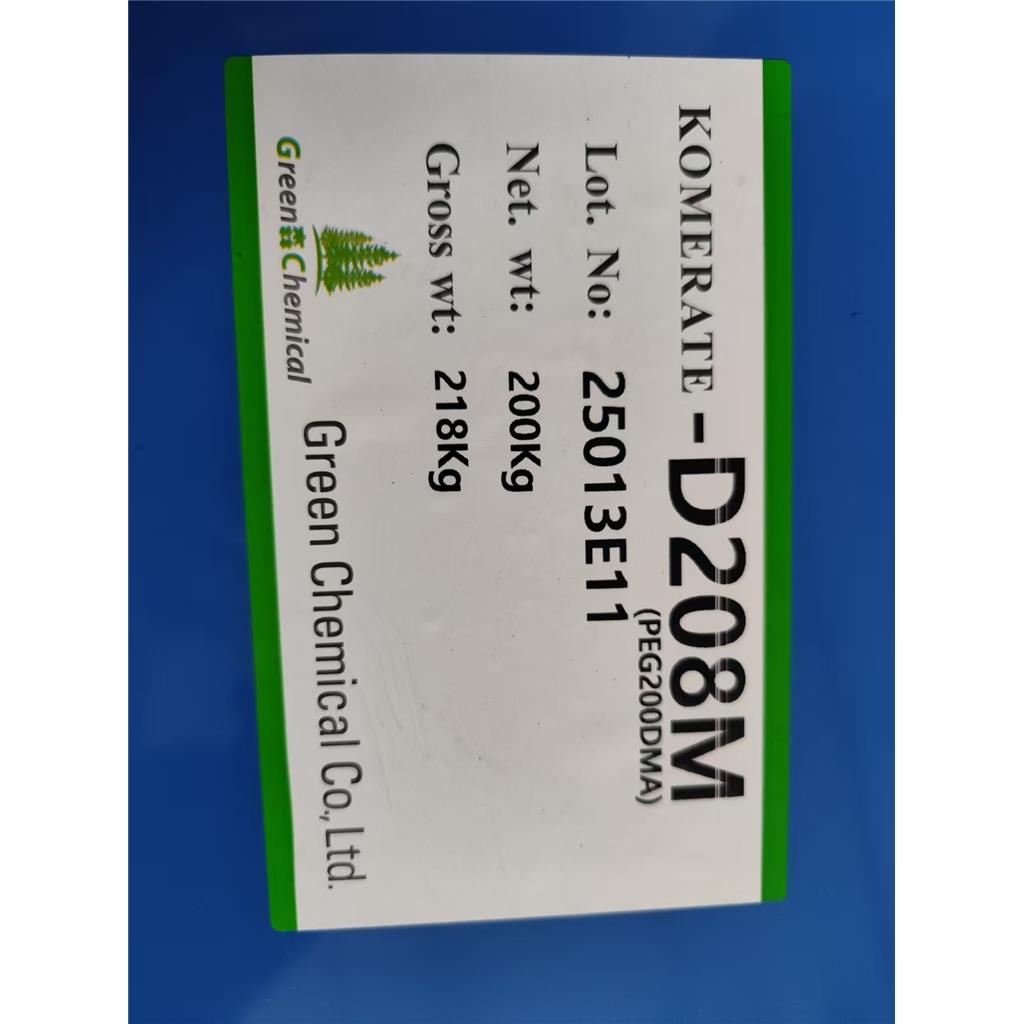 KOMERATE - D208M
(PEG200DMA)
Lot. No: 25013E11
Net. wt: 200Kg
Gross wt: 218Kg
Green Chemical
Green Chemical Co., Ltd.